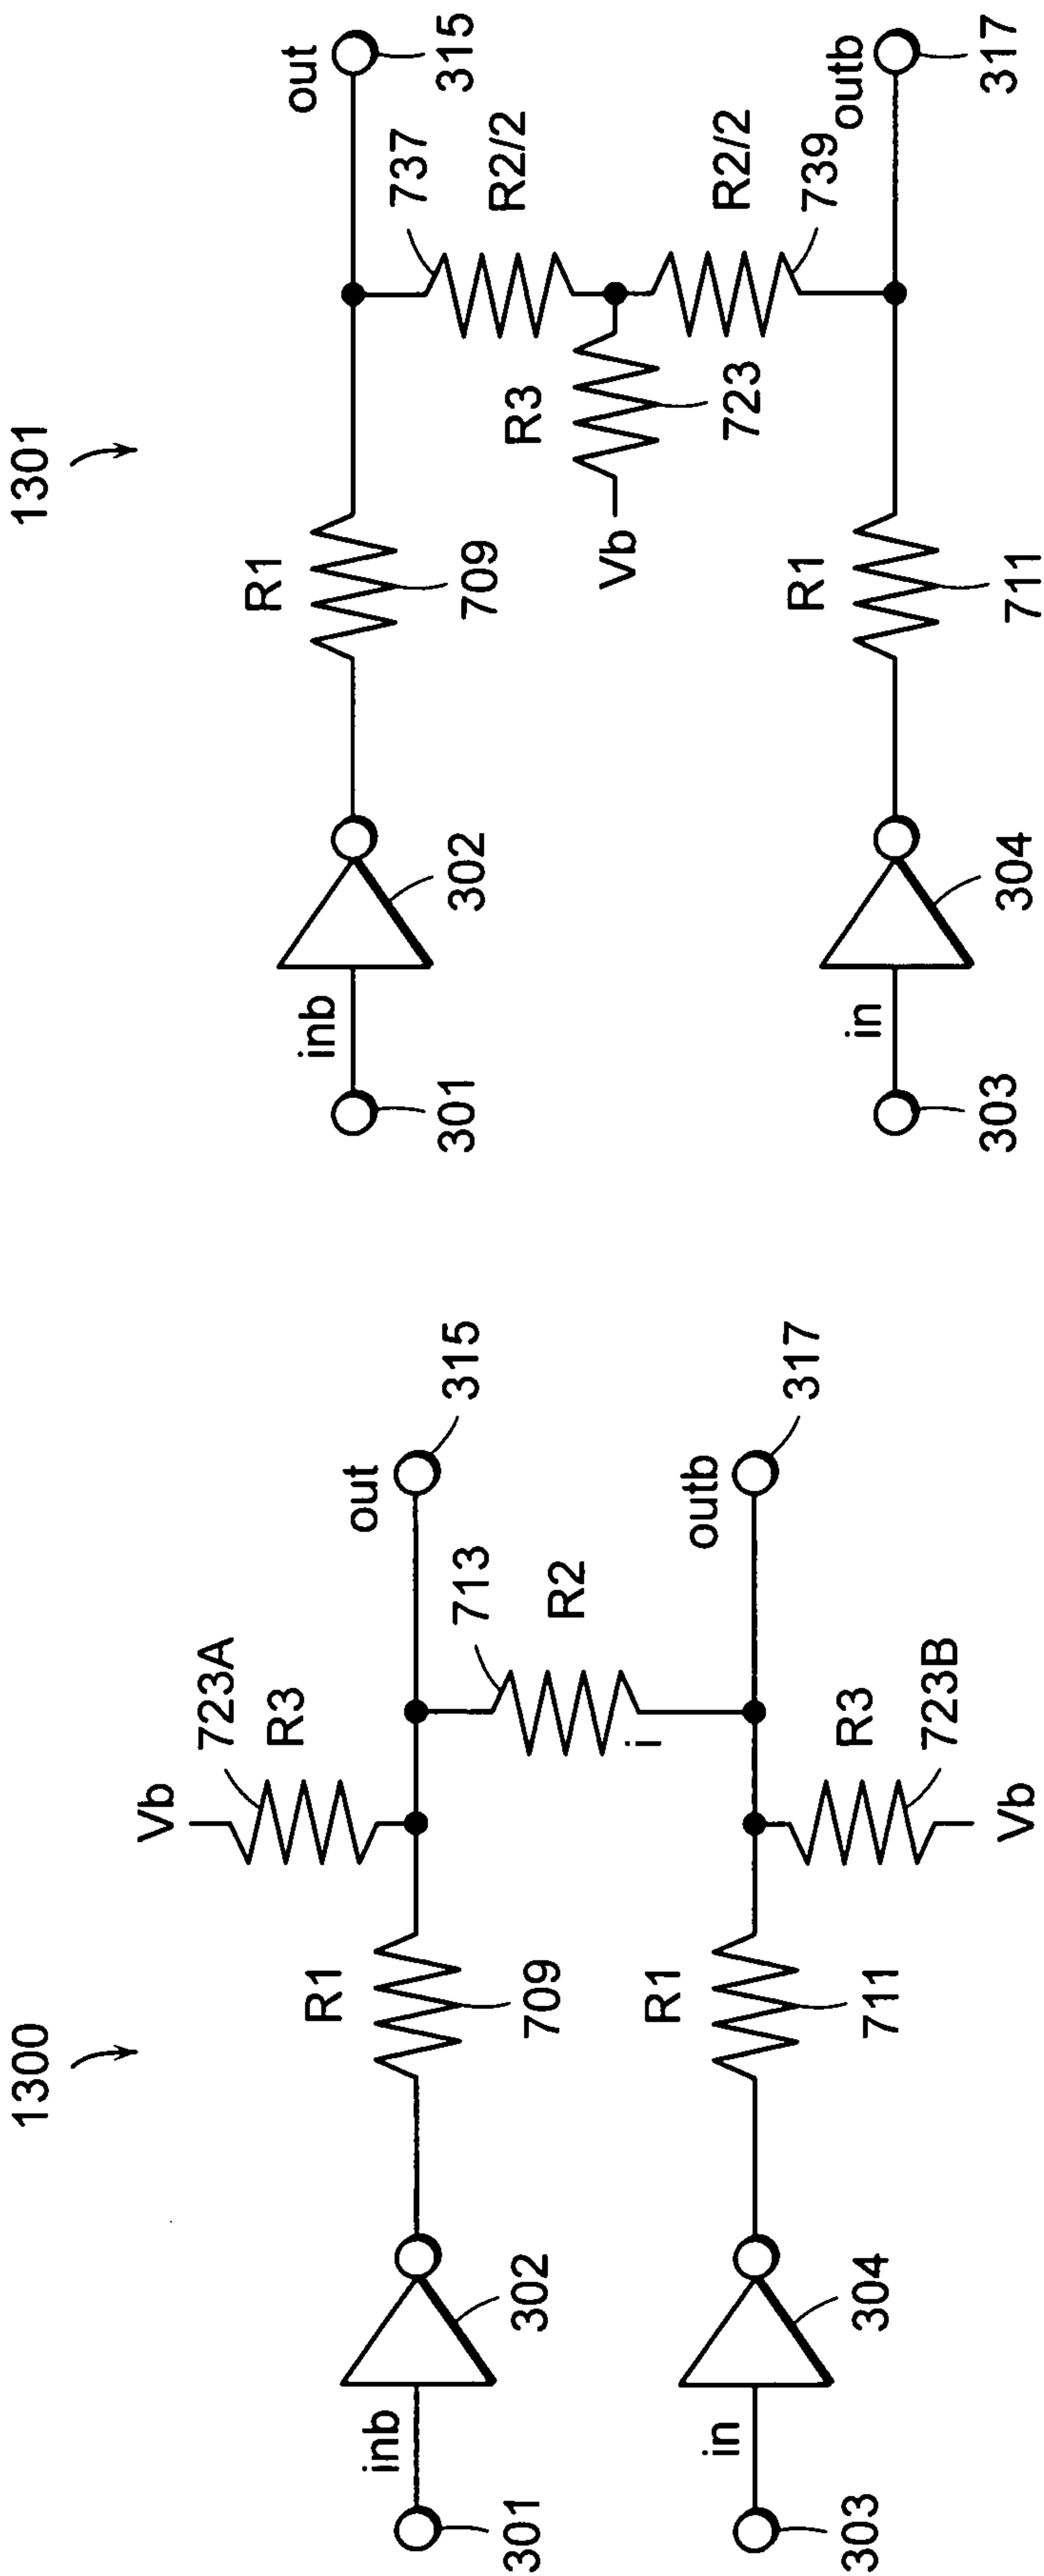 1300
Vb
723A
R3
R1
709
out
315
inb
301
302
713
R2
i
R1
711
outb
317
in
303
304
R3
723B
Vb
1301
R1
709
out
315
inb
301
302
737
R2/2
R3
723
Vb
R2/2
739
R1
711
outb
317
in
303
304